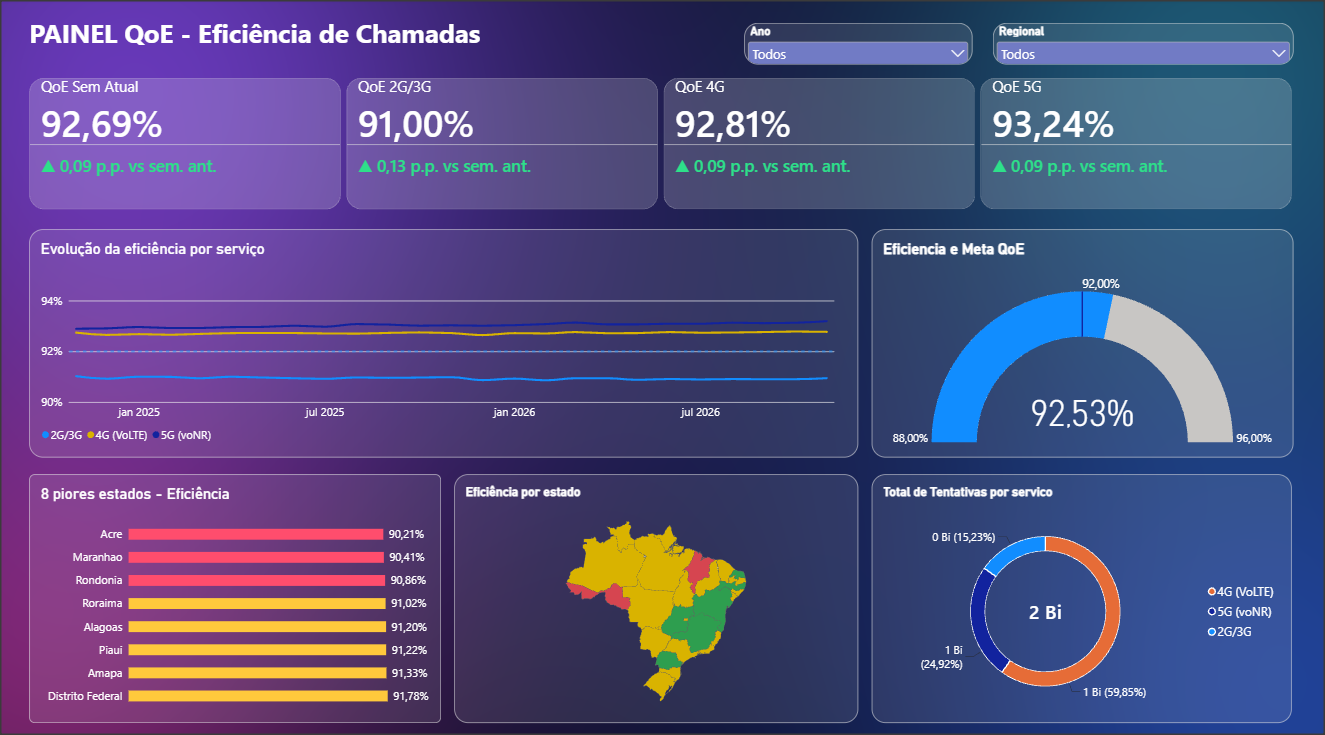 PAINEL QoE - Eficiência de Chamadas
Ano
Todos
Regional
Todos
QoE Sem Atual
92,69%
▲ 0,09 p.p. vs sem. ant.
QoE 2G/3G
91,00%
▲ 0,13 p.p. vs sem. ant.
QoE 4G
92,81%
▲ 0,09 p.p. vs sem. ant.
QoE 5G
93,24%
▲ 0,09 p.p. vs sem. ant.
Evolução da eficiência por serviço
94%
92%
90%
jan 2025
jul 2025
jan 2026
jul 2026
2G/3G
4G (VoLTE)
5G (voNR)
Eficiencia e Meta QoE
92,00%
92,53%
88,00%
96,00%
8 piores estados - Eficiência
Acre 90,21%
Maranhao 90,41%
Rondonia 90,86%
Roraima 91,02%
Alagoas 91,20%
Piaui 91,22%
Amapa 91,33%
Distrito Federal 91,78%
Eficiência por estado
Total de Tentativas por servico
0 Bi (15,23%)
2 Bi
1 Bi
(24,92%)
1 Bi (59,85%)
4G (VoLTE)
5G (voNR)
2G/3G